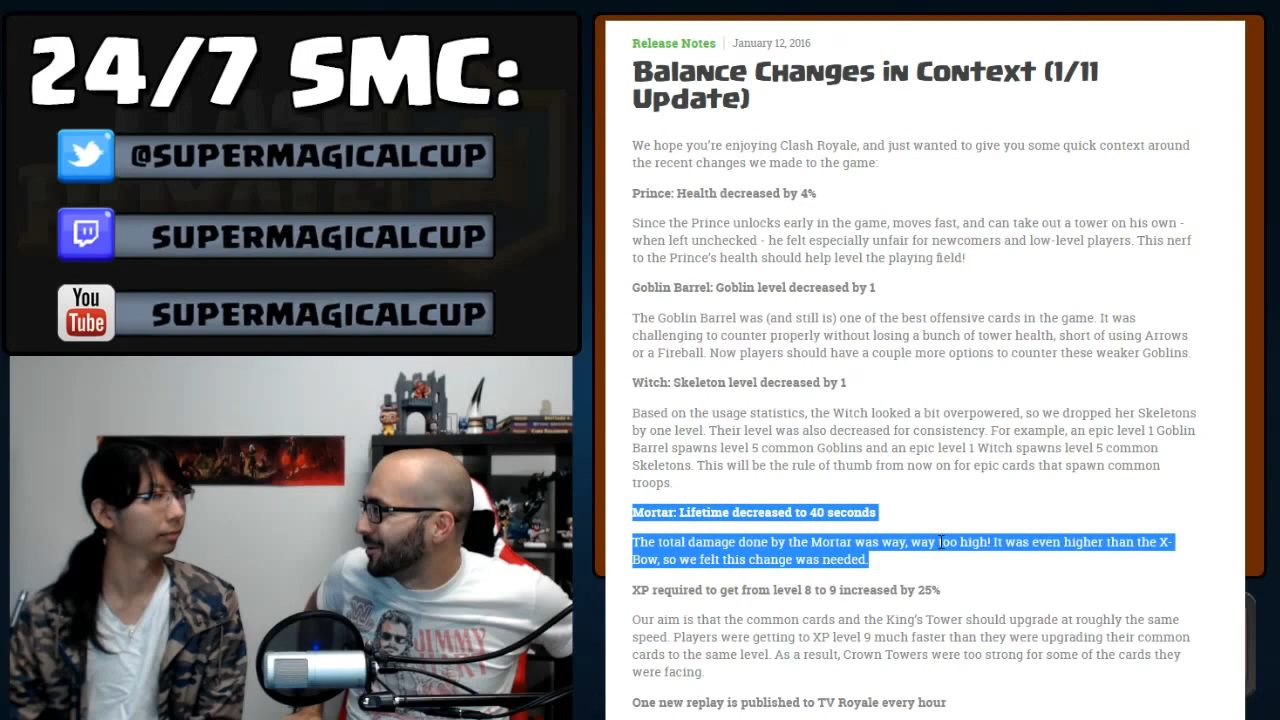 24/7 SMC:
@SUPERMAGICALCUP
SUPERMAGICALCUP
You
Tube
SUPERMAGICALCUP
Release Notes
January 12, 2016
Balance Changes in Context (1/11
Update)
We hope you're enjoying Clash Royale, and just wanted to give you some quick context around
the recent changes we made to the game:
Prince: Health decreased by 4%
Since the Prince unlocks early in the game, moves fast, and can take out a tower on his own -
when left unchecked - he felt especially unfair for newcomers and low-level players. This nerf
to the Prince's health should help level the playing field!
Goblin Barrel: Goblin level decreased by 1
The Goblin Barrel was (and still is) one of the best offensive cards in the game. It was
challenging to counter properly without losing a bunch of tower health, short of using Arrows
or a Fireball. Now players should have a couple more options to counter these weaker Goblins.
Witch: Skeleton level decreased by 1
Based on the usage statistics, the Witch looked a bit overpowered, so we dropped her Skeletons
by one level. Their level was also decreased for consistency. For example, an epic level 1 Goblin
Barrel spawns level 5 common Goblins and an epic level 1 Witch spawns level 5 common
Skeletons. This will be the rule of thumb from now on for epic cards that spawn common
troops.
Mortar: Lifetime decreased to 40 seconds
The total damage done by the Mortar was way, way too high! It was even higher than the X-
Bow, so we felt this change was needed.
XP required to get from level 8 to 9 increased by 25%
Our aim is that the common cards and the King's Tower should upgrade at roughly the same
speed. Players were getting to XP level 9 much faster than they were upgrading their common
cards to the same level. As a result, Crown Towers were too strong for some of the cards they
were facing.
One new replay is published to TV Royale every hour
JIMMY